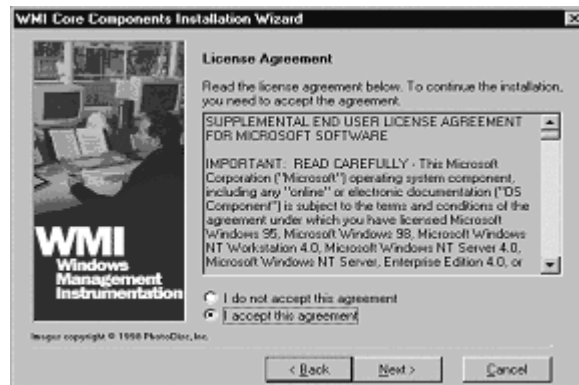 WMI Core Components Installation Wizard
License Agreement
Read the license agreement below. To continue the installation,
you need to accept the agreement.
SUPPLEMENTAL END USER LICENSE AGREEMENT
FOR MICROSOFT SOFTWARE
IMPORTANT: READ CAREFULLY - This Microsoft
Corporation ("Microsoft") operating system component,
including any "online" or electronic documentation ("OS
Component") is subject to the terms and conditions of the
agreement under which you have licensed Microsoft
Windows 95, Microsoft Windows 98, Microsoft Windows
NT Workstation 4.0, Microsoft Windows NT Server 4.0,
Microsoft Windows NT Server, Enterprise Edition 4.0, or
WMI
Windows
Management
Instrumentation
I do not accept this agreement
I accept this agreement
Images copyright © 1998 PhotoDisc, Inc.
< Back
Next >
Cancel